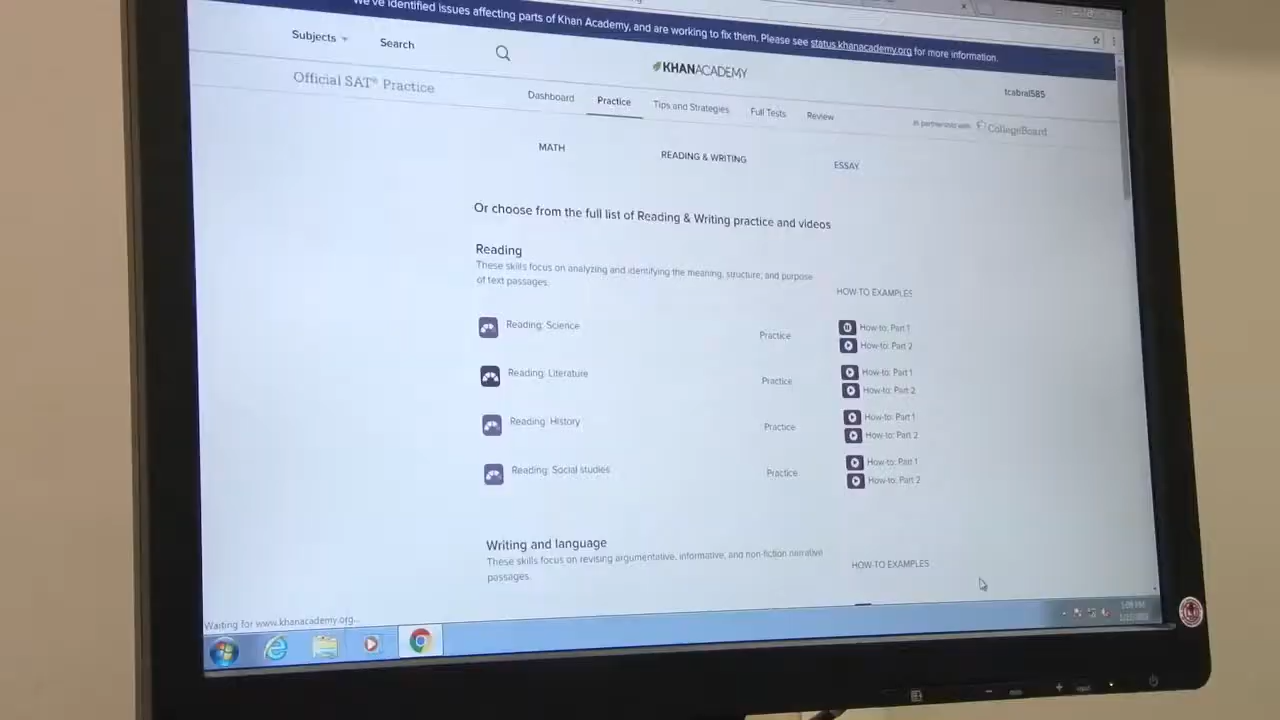 We've identified issues affecting parts of Khan Academy, and are working to fix them. Please see status.khanacademy.org for more information.
Subjects
Search
KHANACADEMY
tcabral585
Official SAT® Practice
Dashboard
Practice
Tips and Strategies
Full Tests
Review
In partnership with
CollegeBoard
MATH
READING & WRITING
ESSAY
Or choose from the full list of Reading & Writing practice and videos
Reading
These skills focus on analyzing and identifying the meaning, structure, and purpose
of text passages.
HOW-TO EXAMPLES
Reading: Science
Practice
How-to: Part 1
How-to: Part 2
Reading: Literature
Practice
How-to: Part 1
How-to: Part 2
Reading: History
Practice
How-to: Part 1
How-to: Part 2
Reading: Social studies
Practice
How-to: Part 1
How-to: Part 2
Writing and language
These skills focus on revising argumentative, informative, and non-fiction narrative
passages.
HOW-TO EXAMPLES
Waiting for www.khanacademy.org...